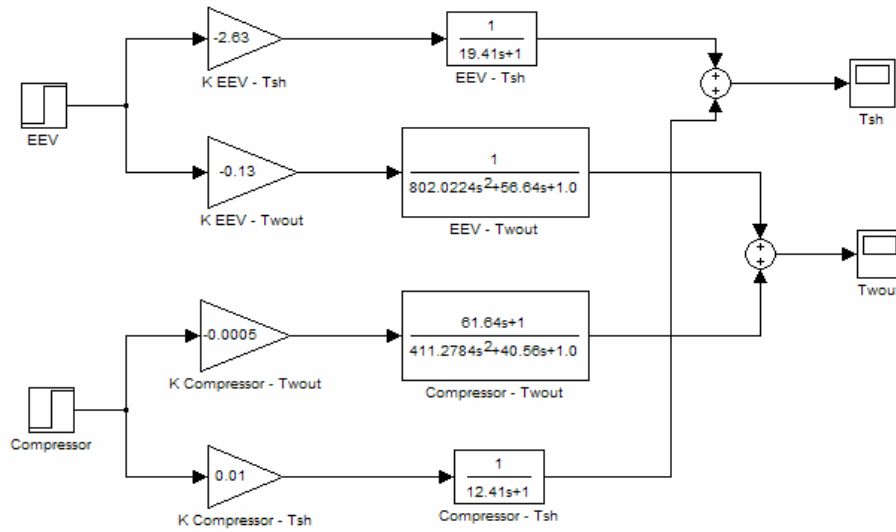 -2.63
K EEV - Tsh
1
19.41s+1
EEV - Tsh
+
+
Tsh
EEV
-0.13
K EEV - Twout
1
802.0224s²+56.64s+1.0
EEV - Twout
+
+
Twout
-0.0005
K Compressor - Twout
61.64s+1
411.2784s²+40.56s+1.0
Compressor - Twout
Compressor
0.01
K Compressor - Tsh
1
12.41s+1
Compressor - Tsh